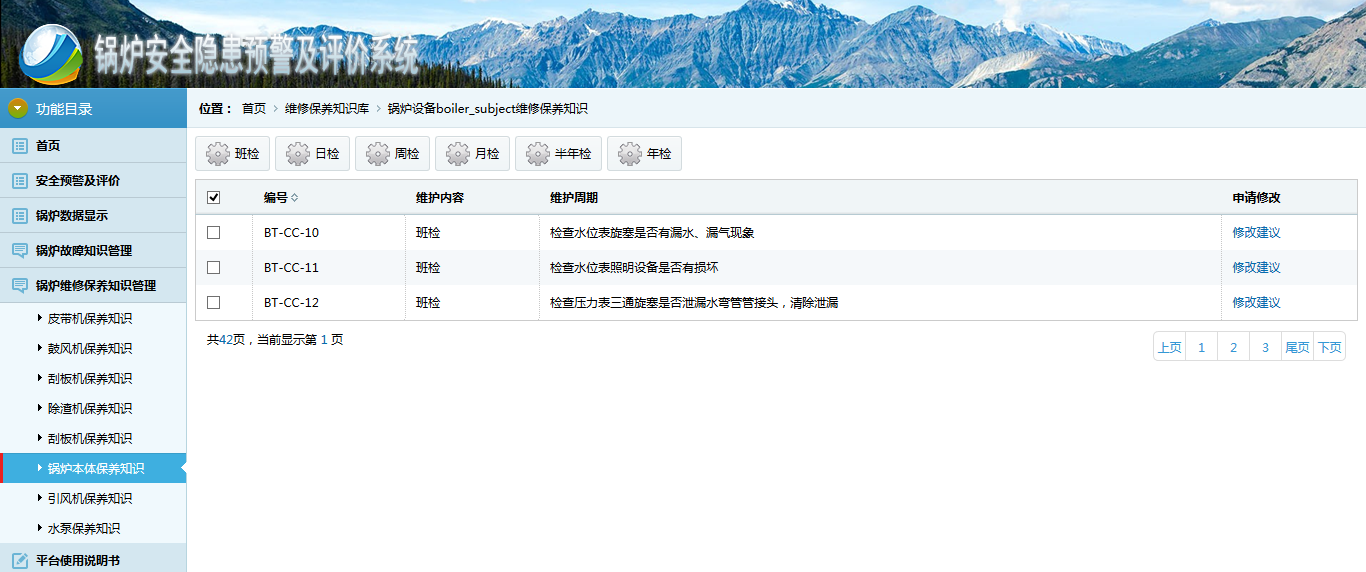 锅炉安全隐患预警及评价系统
功能目录
位置： 首页 > 维修保养知识库 > 锅炉设备boiler_subject维修保养知识
首页
安全预警及评价
锅炉数据显示
锅炉故障知识管理
锅炉维修保养知识管理
皮带机保养知识
鼓风机保养知识
刮板机保养知识
除渣机保养知识
刮板机保养知识
锅炉本体保养知识
引风机保养知识
水泵保养知识
平台使用说明书
班检 日检 周检 月检 半年检 年检
编号 维护内容 维护周期 申请修改
BT-CC-10 班检 检查水位表旋塞是否有漏水、漏气现象 修改建议
BT-CC-11 班检 检查水位表照明设备是否有损坏 修改建议
BT-CC-12 班检 检查压力表三通旋塞是否泄漏水弯管管接头，清除泄漏 修改建议
共42页，当前显示第 1 页
上页 1 2 3 尾页 下页